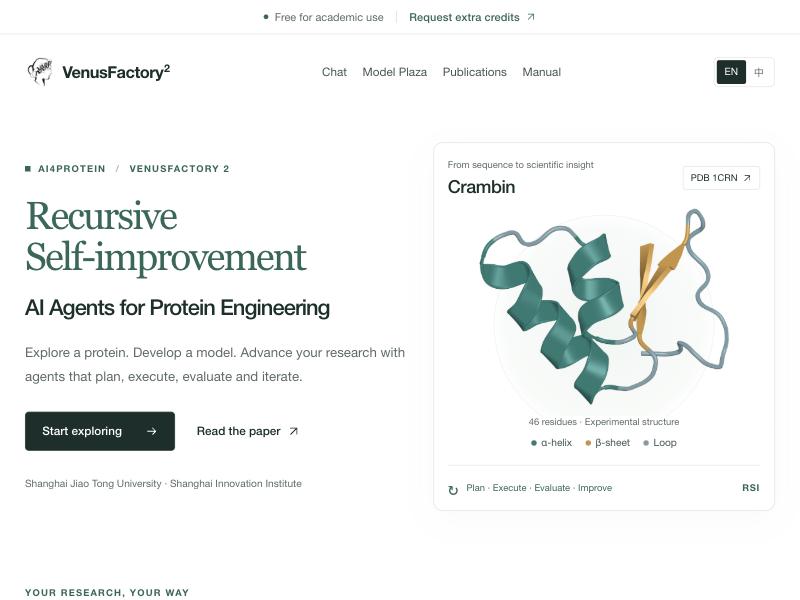 Free for academic use
Request extra credits ↗
VenusFactory²
Chat
Model Plaza
Publications
Manual
EN
中
AI4PROTEIN / VENUSFACTORY 2
Recursive
Self-improvement
AI Agents for Protein Engineering
Explore a protein. Develop a model. Advance your research with
agents that plan, execute, evaluate and iterate.
Start exploring →
Read the paper ↗
Shanghai Jiao Tong University · Shanghai Innovation Institute
From sequence to scientific insight
Crambin
PDB 1CRN ↗
46 residues · Experimental structure
α-helix
β-sheet
Loop
↻ Plan · Execute · Evaluate · Improve
RSI
YOUR RESEARCH, YOUR WAY